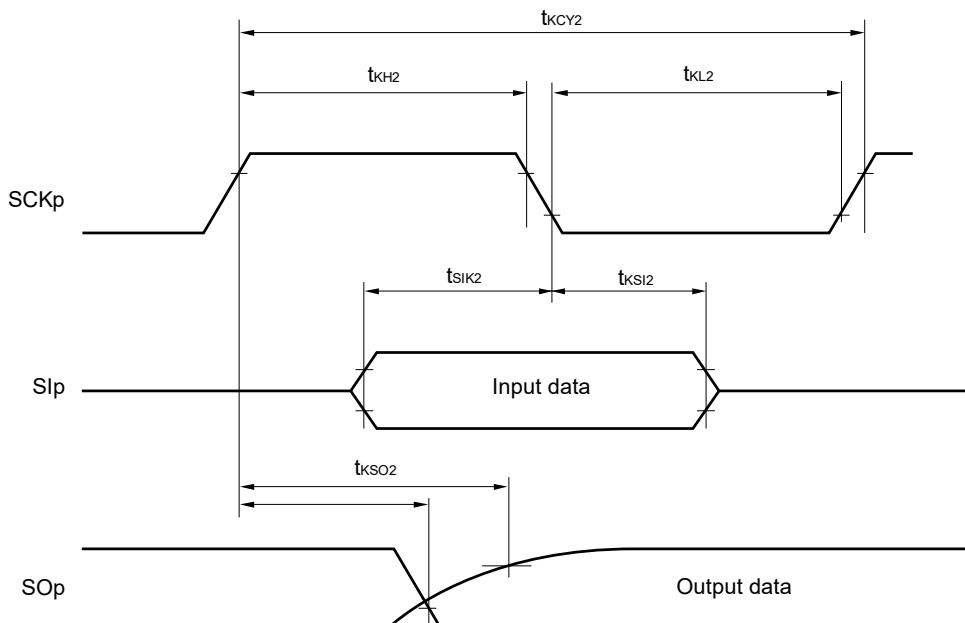 tKCY2
tKH2
tKL2
SCKp
tSIK2
tKSI2
SIp
Input data
tKSO2
SOp
Output data